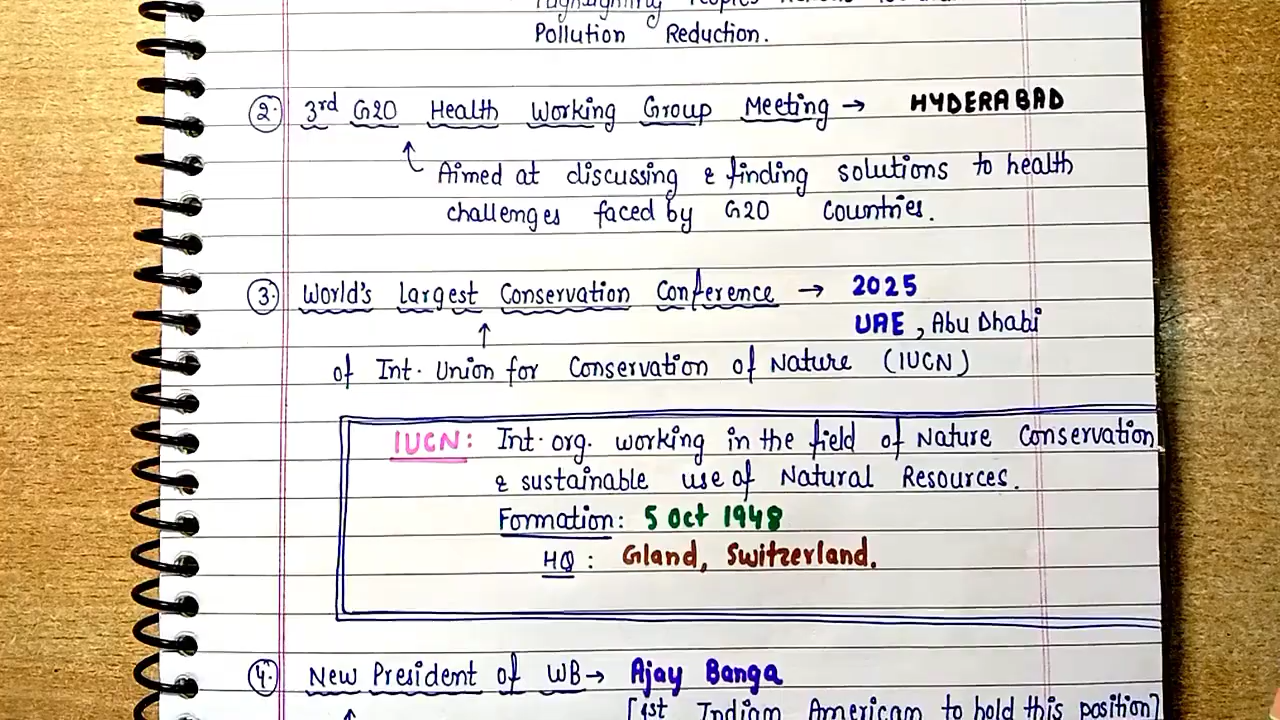 Pollution Reduction.
2. 3rd G20 Health Working Group Meeting → HYDERABAD
Aimed at discussing & finding solutions to health
challenges faced by G20 Countries.
3. World's Largest Conservation Conference → 2025
UAE, Abu Dhabi
of Int. Union for Conservation of Nature (IUCN)
IUCN: Int. org. working in the field of Nature Conservation
& sustainable use of Natural Resources.
Formation: 5 Oct 1948
HQ: Gland, Switzerland.
4. New President of WB → Ajay Banga
[1st Indian American to hold this position]